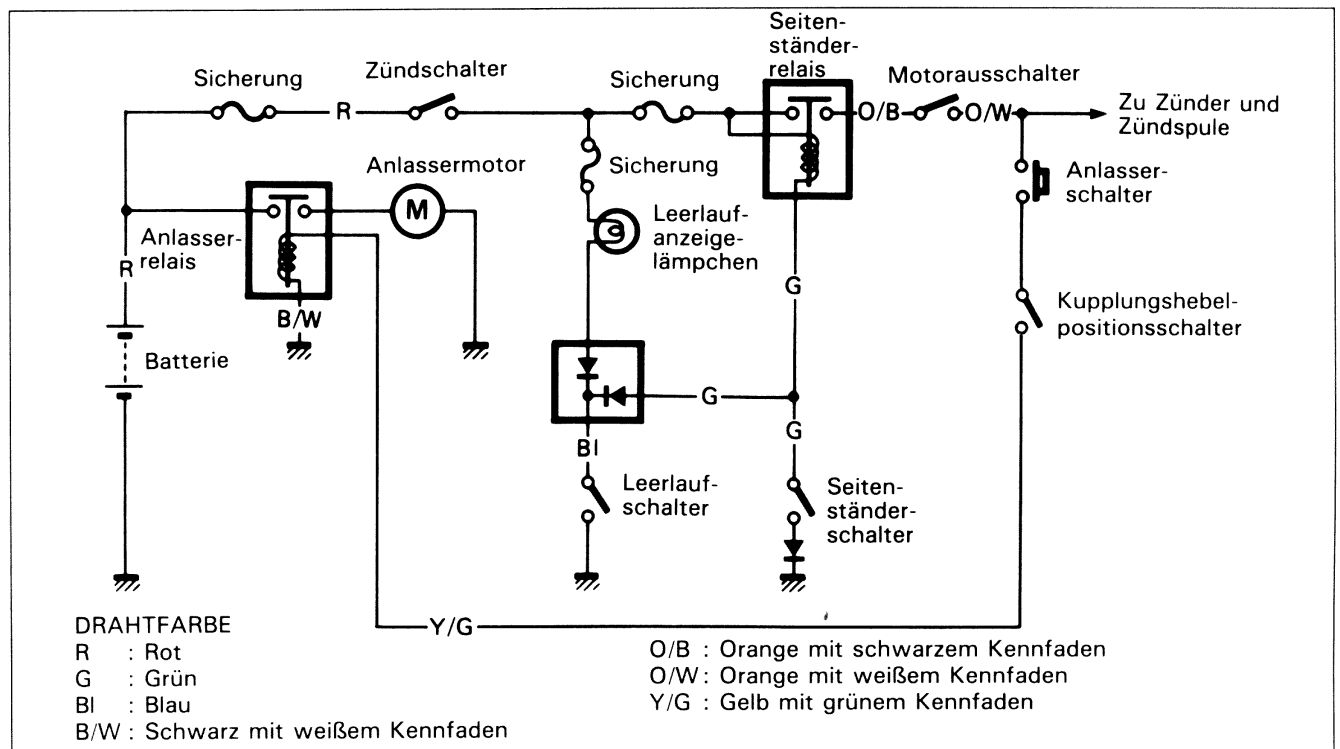 Seiten-
ständer-
relais
Sicherung
Zündschalter
Sicherung
Motorausschalter
R
O/B
O/W
Zu Zünder und
Zündspule
Anlassermotor
Sicherung
Anlasser-
schalter
M
Leerlauf-
anzeige-
lämpchen
Anlasser-
relais
R
G
B/W
Kupplungshebel-
positionsschalter
Batterie
G
G
Bl
Leerlauf-
schalter
Seiten-
ständer-
schalter
Y/G
DRAHTFARBE
R : Rot
G : Grün
Bl : Blau
B/W : Schwarz mit weißem Kennfaden
O/B : Orange mit schwarzem Kennfaden
O/W : Orange mit weißem Kennfaden
Y/G : Gelb mit grünem Kennfaden